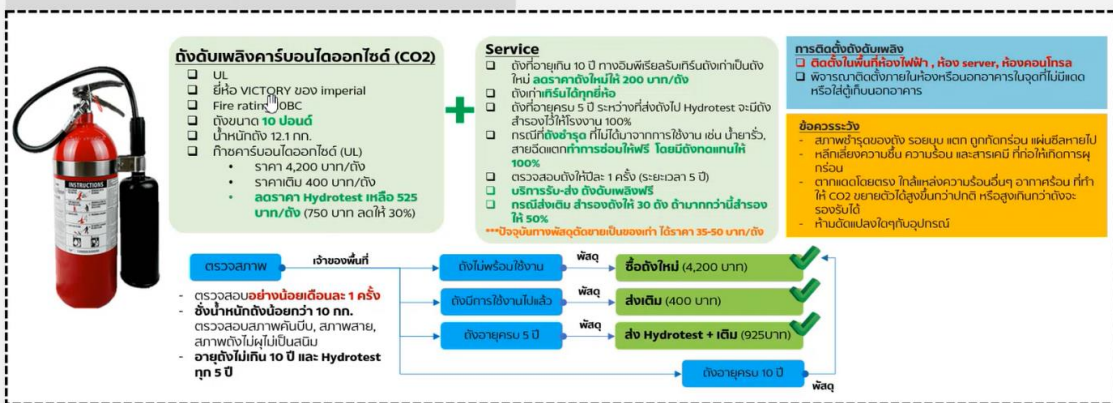 ถังดับเพลิงคาร์บอนไดออกไซด์ (CO2)
UL
ยี่ห้อ VICTORY ของ imperial
Fire rating 10BC
ถังขนาด 10 ปอนด์
น้ำหนักถัง 12.1 กก.
ก๊าซคาร์บอนไดออกไซด์ (UL)
ราคา 4,200 บาท/ถัง
ราคาเติม 400 บาท/ถัง
ลดราคา Hydrotest เหลือ 525
บาท/ถัง (750 บาท ลดให้ 30%)
+
Service
ถังที่อายุเกิน 10 ปี ทางอิมพีเรียลรับเทิร์นถังเก่าเป็นถัง
ใหม่ ลดราคาถังใหม่ให้ 200 บาท/ถัง
ถังเก่าเทิร์นได้ทุกยี่ห้อ
ถังที่อายุครบ 5 ปี ระหว่างที่ส่งถังไป Hydrotest จะมีถัง
สำรองไว้ให้โรงงาน 100%
กรณีที่ถังชำรุด ที่ไม่ได้มาจากการใช้งาน เช่น น้ำยารั่ว,
สายฉีดแตกทำการซ่อมให้ฟรี โดยมีถังทดแทนให้
100%
ตรวจสอบถังให้ปีละ 1 ครั้ง (ระยะเวลา 5 ปี)
บริการรับ-ส่ง ถังดับเพลิงฟรี
กรณีส่งเติม สำรองถังให้ 30 ถัง ถ้ามากกว่านี้สำรอง
ให้ 50%
***ปัจจุบันทางพัสดุตัดขายเป็นของเก่า ได้ราคา 35-50 บาท/ถัง
การติดตั้งถังดับเพลิง
ติดตั้งในพื้นที่ห้องไฟฟ้า , ห้อง server, ห้องคอนโทรล
พิจารณาติดตั้งภายในห้องหรือนอกอาคารในจุดที่ไม่มีแดด
หรือใส่ตู้เก็บนอกอาคาร
ข้อควรระวัง
- สภาพชำรุดของถัง รอยบุบ แตก ถูกกัดกร่อน แผ่นซีลหายไป
- หลีกเลี่ยงความชื้น ความร้อน และสารเคมี ที่ก่อให้เกิดการผุ
กร่อน
- ตากแดดโดยตรง ใกล้แหล่งความร้อนอื่นๆ อากาศร้อน ที่ทำ
ให้ CO2 ขยายตัวได้สูงขึ้นกว่าปกติ หรือสูงเกินกว่าถังจะ
รองรับได้
- ห้ามดัดแปลงใดๆกับอุปกรณ์
INSTRUCTIONS
ตรวจสภาพ
เจ้าของพื้นที่
ถังไม่พร้อมใช้งาน
พัสดุ
ซื้อถังใหม่ (4,200 บาท)
ถังมีการใช้งานไปแล้ว
พัสดุ
ส่งเติม (400 บาท)
ถังอายุครบ 5 ปี
พัสดุ
ส่ง Hydrotest + เติม (925บาท)
ถังอายุครบ 10 ปี
พัสดุ
- ตรวจสอบอย่างน้อยเดือนละ 1 ครั้ง
- ชั่งน้ำหนักถังน้อยกว่า 10 กก.
ตรวจสอบสภาพคันบีบ, สภาพสาย,
สภาพถังไม่ผุไม่เป็นสนิม
- อายุถังไม่เกิน 10 ปี และ Hydrotest
ทุก 5 ปี